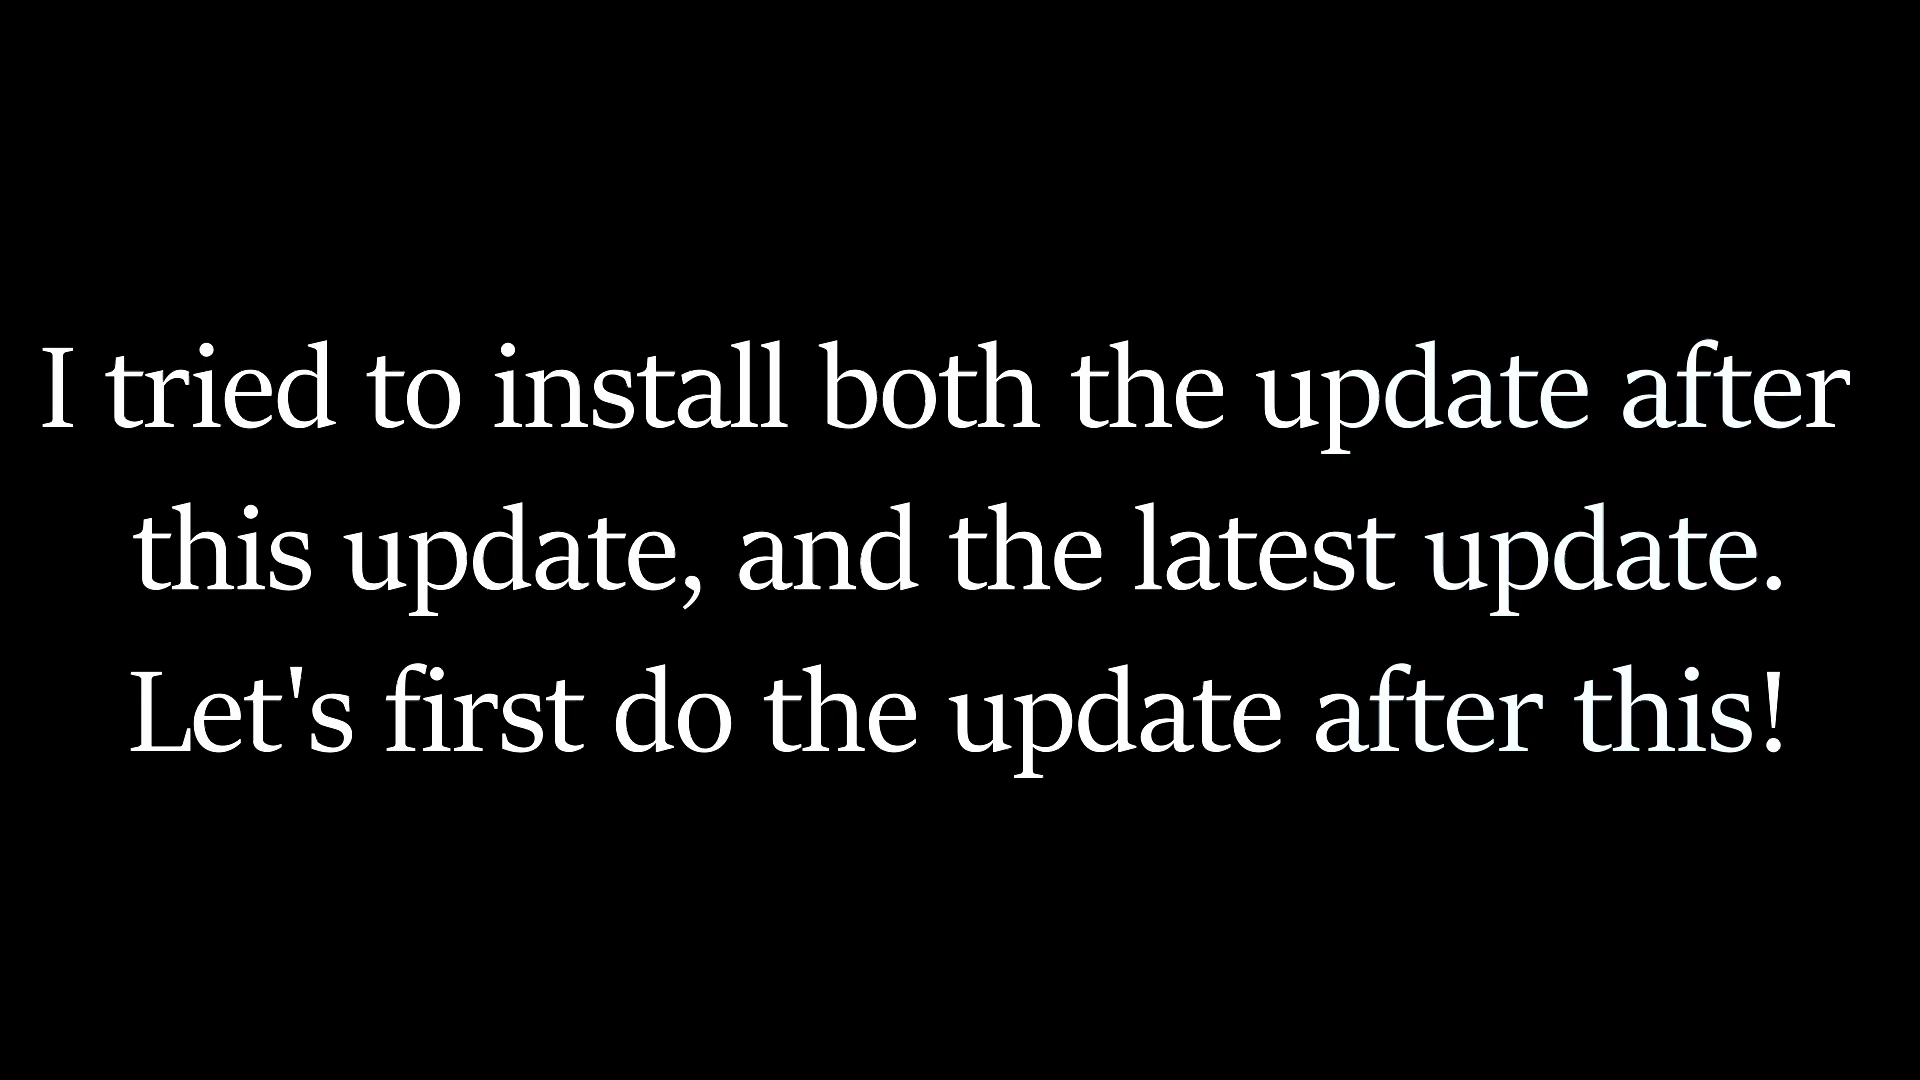 I tried to install both the update after
this update, and the latest update.
Let's first do the update after this!